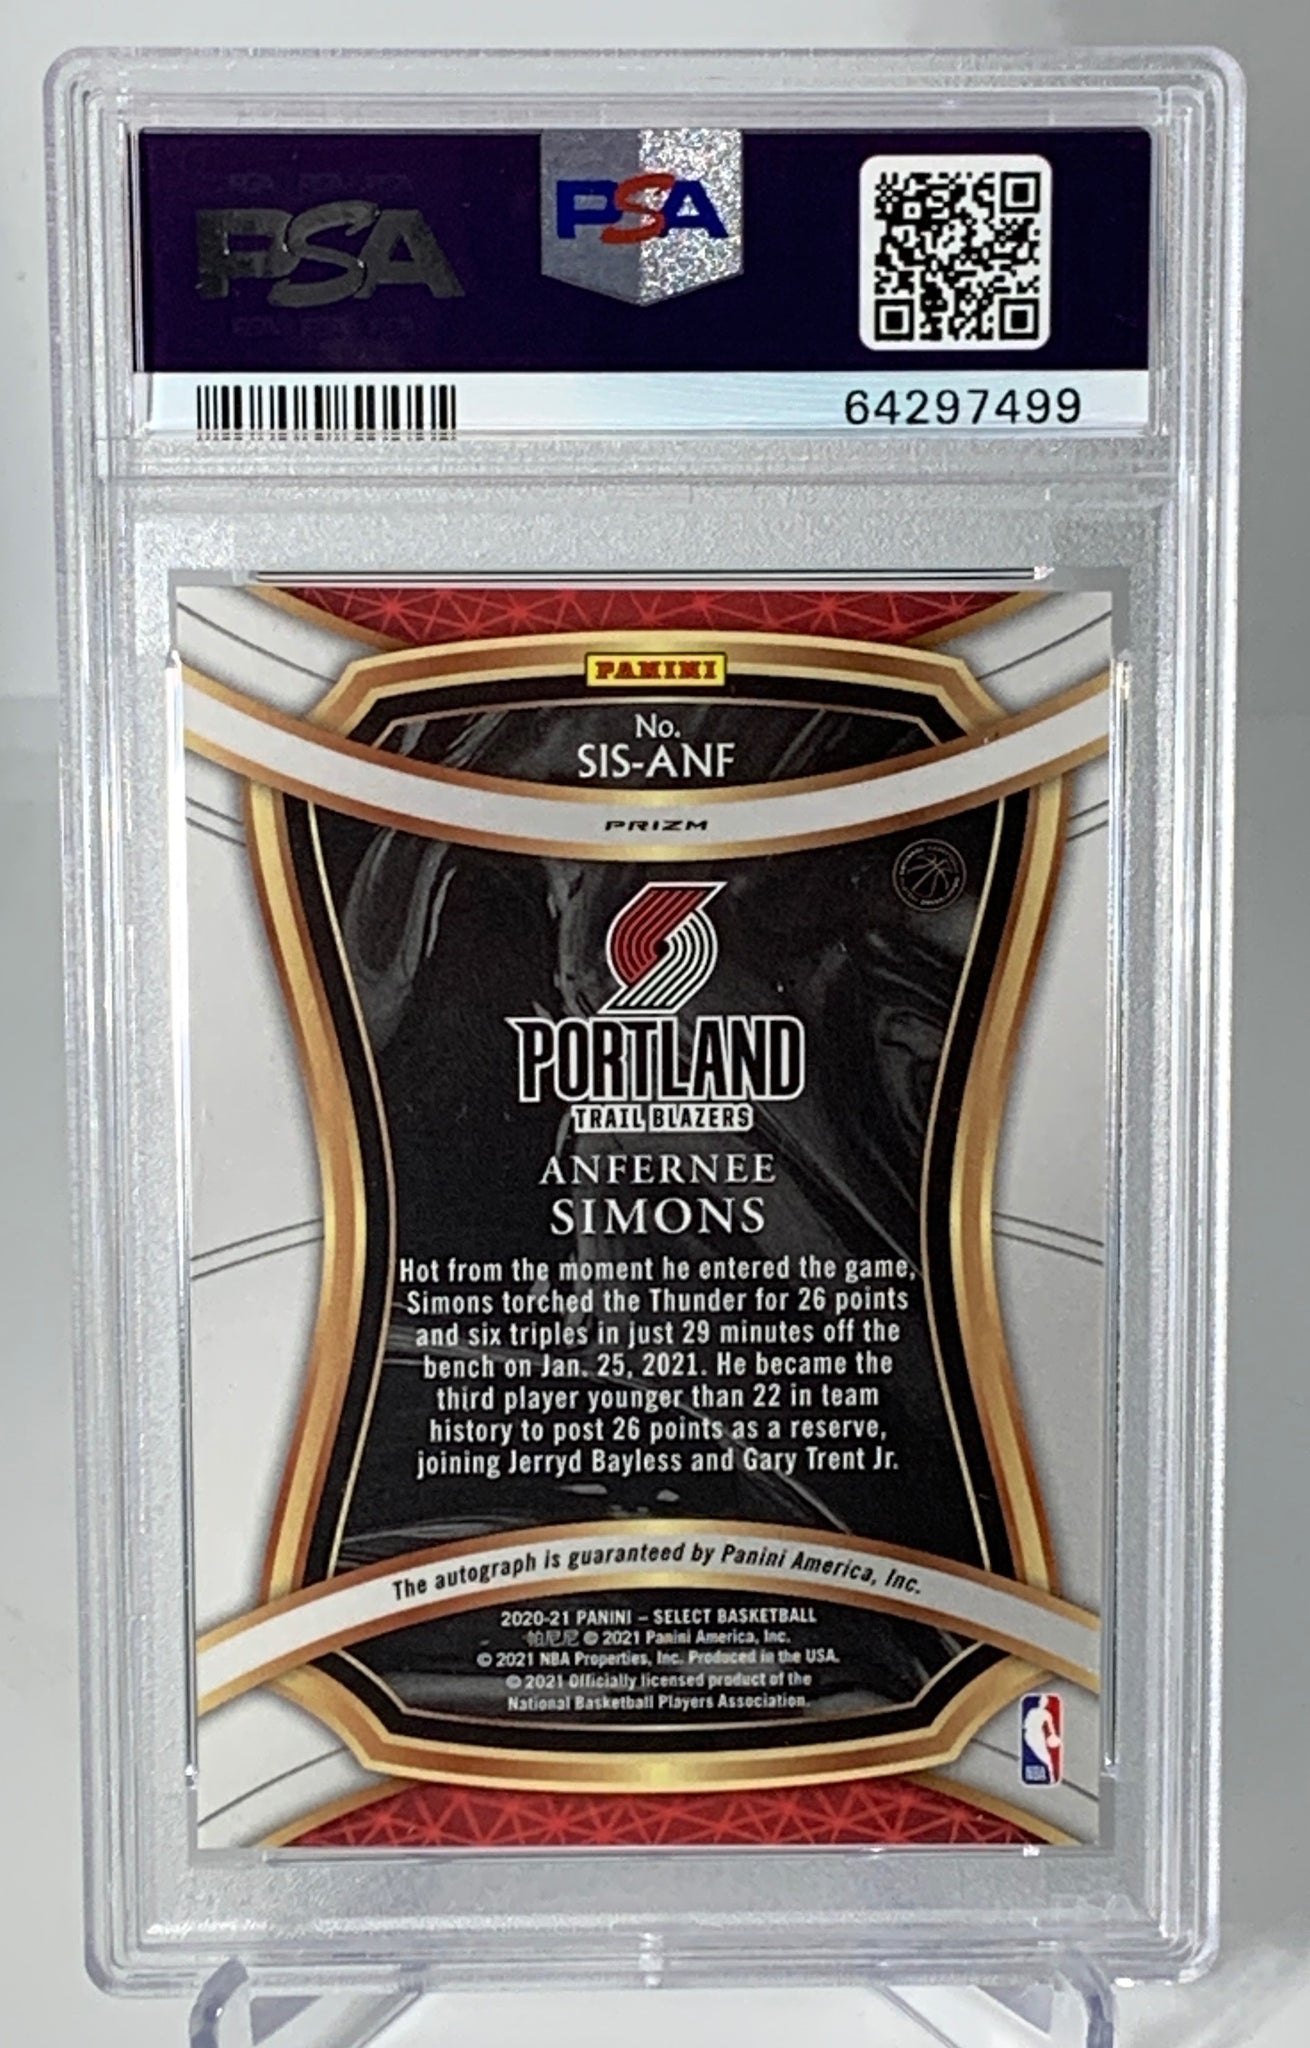 PSA
PSA
64297499
PANINI
No.
SIS-ANF
PRIZM
PORTLAND
TRAIL BLAZERS
ANFERNEE
SIMONS
Hot from the moment he entered the game,
Simons torched the Thunder for 26 points
and six triples in just 29 minutes off the
bench on Jan. 25, 2021. He became the
third player younger than 22 in team
history to post 26 points as a reserve,
joining Jerryd Bayless and Gary Trent Jr.
The autograph is guaranteed by Panini America, Inc.
2020-21 PANINI – SELECT BASKETBALL
帕尼尼 © 2021 Panini America, Inc.
© 2021 NBA Properties, Inc. Produced in the USA.
© 2021 Officially licensed product of the
National Basketball Players Association.
NBA